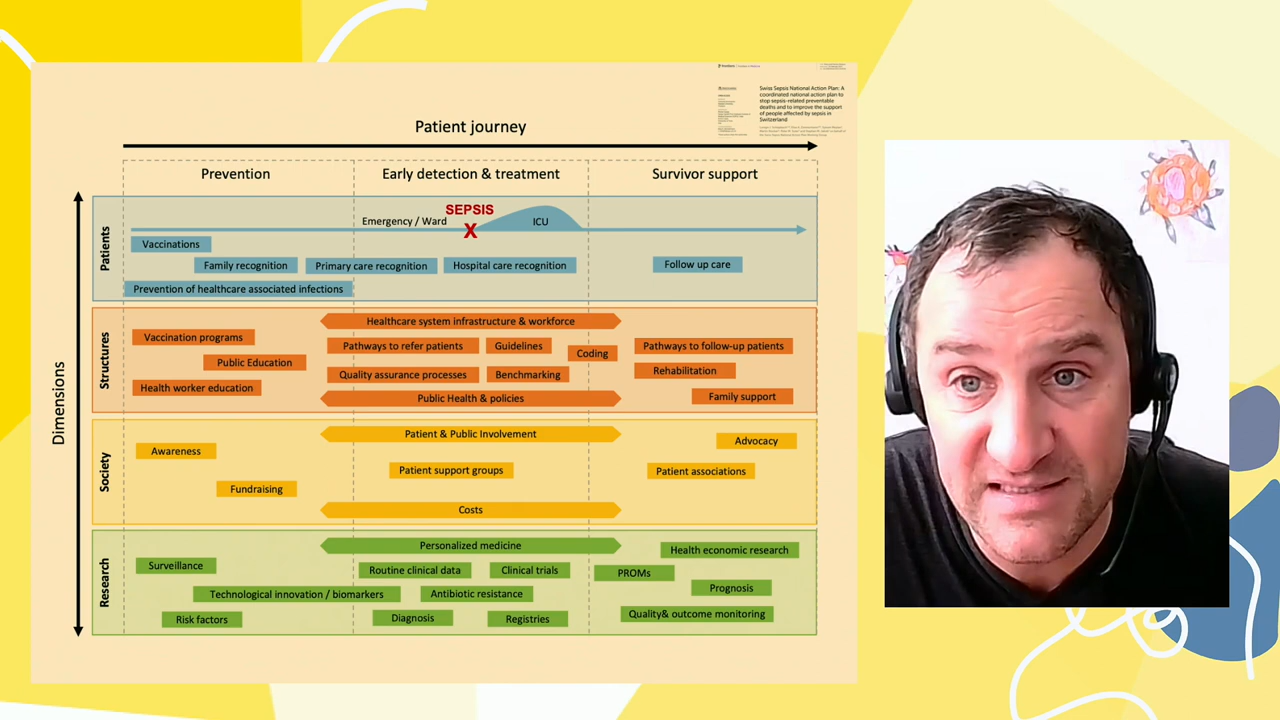 Swiss Sepsis National Action Plan: A
coordinated national action plan to
stop sepsis-related preventable
deaths and to improve the support
of people affected by sepsis in
Switzerland
Patient journey
Prevention
Early detection & treatment
Survivor support
Dimensions
Patients
SEPSIS
Emergency / Ward
X
ICU
Vaccinations
Family recognition
Primary care recognition
Hospital care recognition
Follow up care
Prevention of healthcare associated infections
Structures
Healthcare system infrastructure & workforce
Vaccination programs
Pathways to refer patients
Guidelines
Coding
Pathways to follow-up patients
Public Education
Quality assurance processes
Benchmarking
Rehabilitation
Health worker education
Public Health & policies
Family support
Society
Patient & Public Involvement
Advocacy
Awareness
Patient support groups
Patient associations
Fundraising
Costs
Research
Personalized medicine
Health economic research
Surveillance
Routine clinical data
Clinical trials
PROMs
Technological innovation / biomarkers
Antibiotic resistance
Prognosis
Risk factors
Diagnosis
Registries
Quality& outcome monitoring